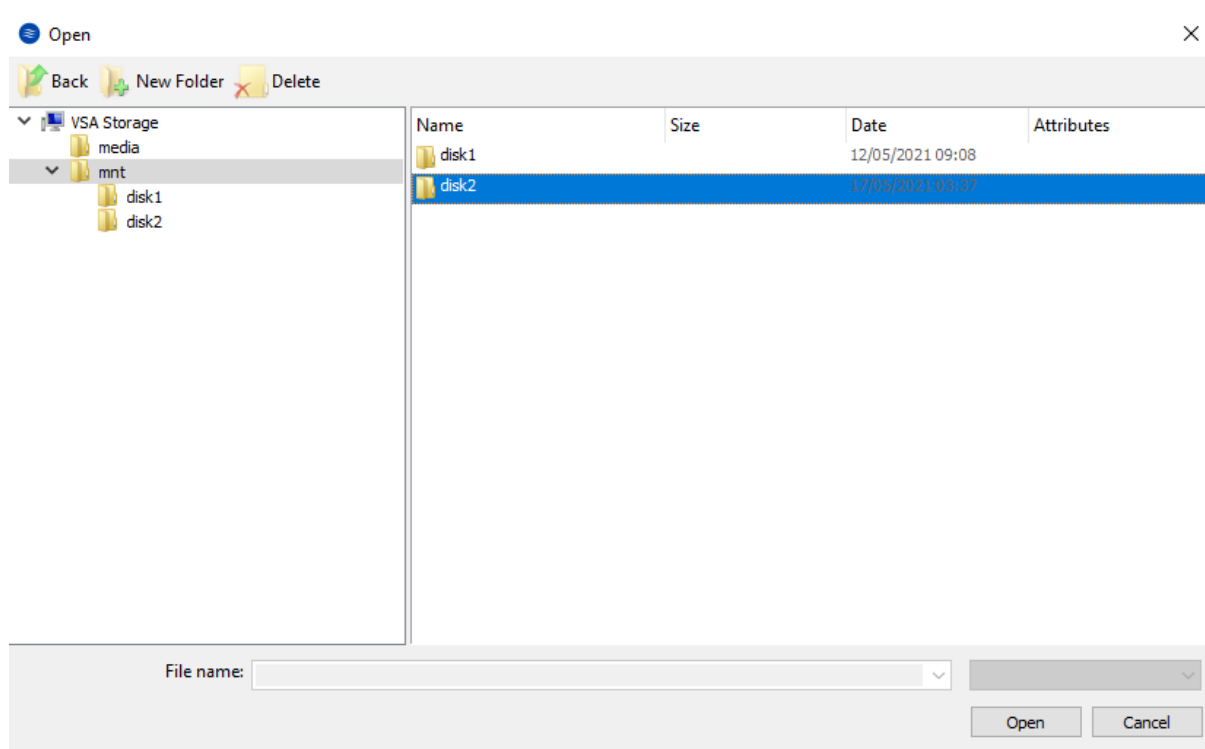 Open
Back New Folder Delete
VSA Storage
media
mnt
disk1
disk2
Name Size Date Attributes
disk1 12/05/2021 09:08
disk2 17/05/2021 03:37
File name:
Open Cancel